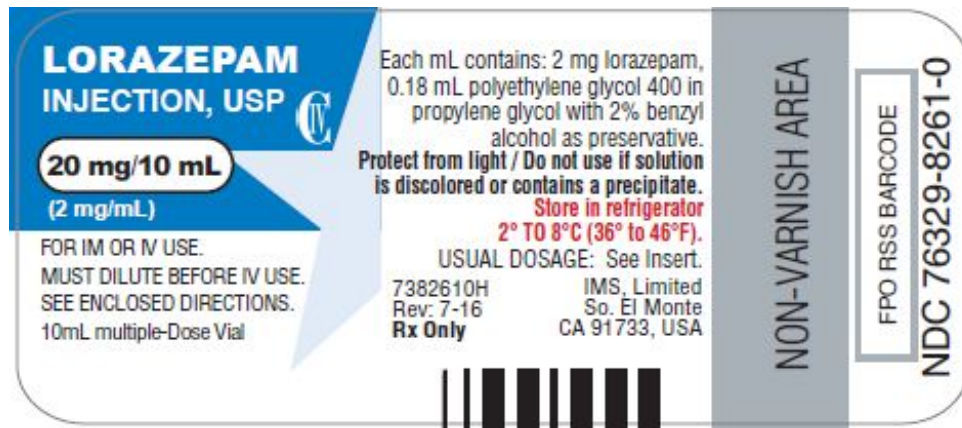 LORAZEPAM
INJECTION, USP CIV
20 mg/10 mL
(2 mg/mL)
FOR IM OR IV USE.
MUST DILUTE BEFORE IV USE.
SEE ENCLOSED DIRECTIONS.
10mL multiple-Dose Vial
Each mL contains: 2 mg lorazepam,
0.18 mL polyethylene glycol 400 in
propylene glycol with 2% benzyl
alcohol as preservative.
Protect from light / Do not use if solution
is discolored or contains a precipitate.
Store in refrigerator
2° TO 8°C (36° to 46°F).
USUAL DOSAGE: See Insert.
7382610H
Rev: 7-16
Rx Only
IMS, Limited
So. El Monte
CA 91733, USA
NON-VARNISH AREA
FPO RSS BARCODE
NDC 76329-8261-0